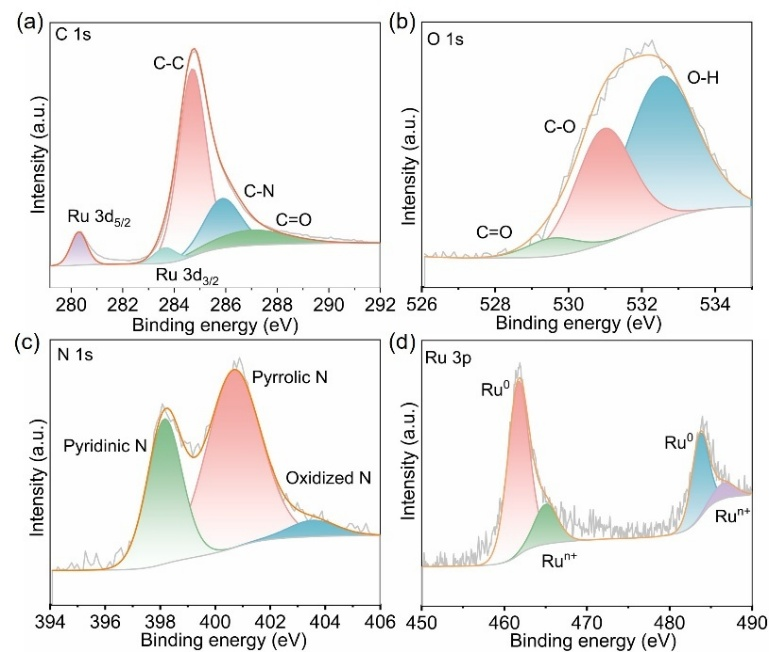 (a)
C 1s
C-C
C-N
C=O
Ru 3d5/2
Ru 3d3/2
Intensity (a.u.)
280 282 284 286 288 290 292
Binding energy (eV)
(b)
O 1s
O-H
C-O
C=O
Intensity (a.u.)
526 528 530 532 534
Binding energy (eV)
(c)
N 1s
Pyrrolic N
Pyridinic N
Oxidized N
Intensity (a.u.)
394 396 398 400 402 404 406
Binding energy (eV)
(d)
Ru 3p
Ru⁰
Ru⁰
Ruⁿ⁺
Ruⁿ⁺
Intensity (a.u.)
450 460 470 480 490
Binding energy (eV)